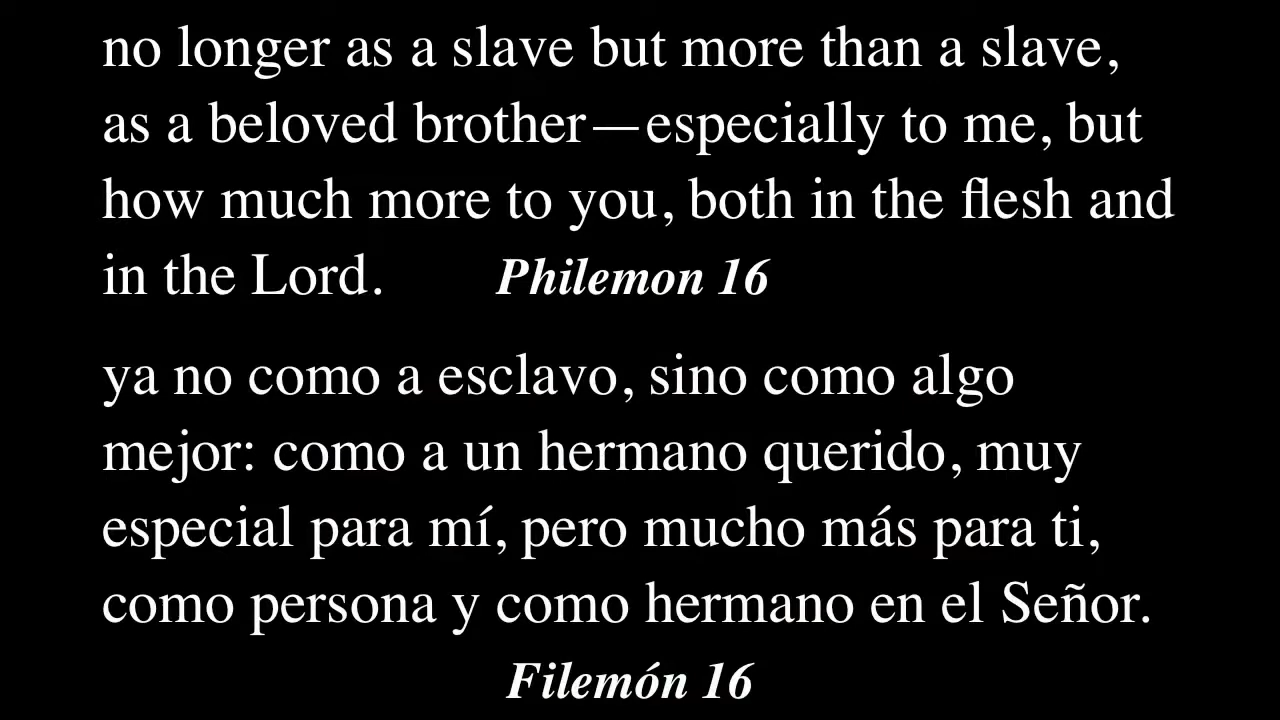 no longer as a slave but more than a slave,
as a beloved brother—especially to me, but
how much more to you, both in the flesh and
in the Lord. Philemon 16
ya no como a esclavo, sino como algo
mejor: como a un hermano querido, muy
especial para mí, pero mucho más para ti,
como persona y como hermano en el Señor.
Filemón 16